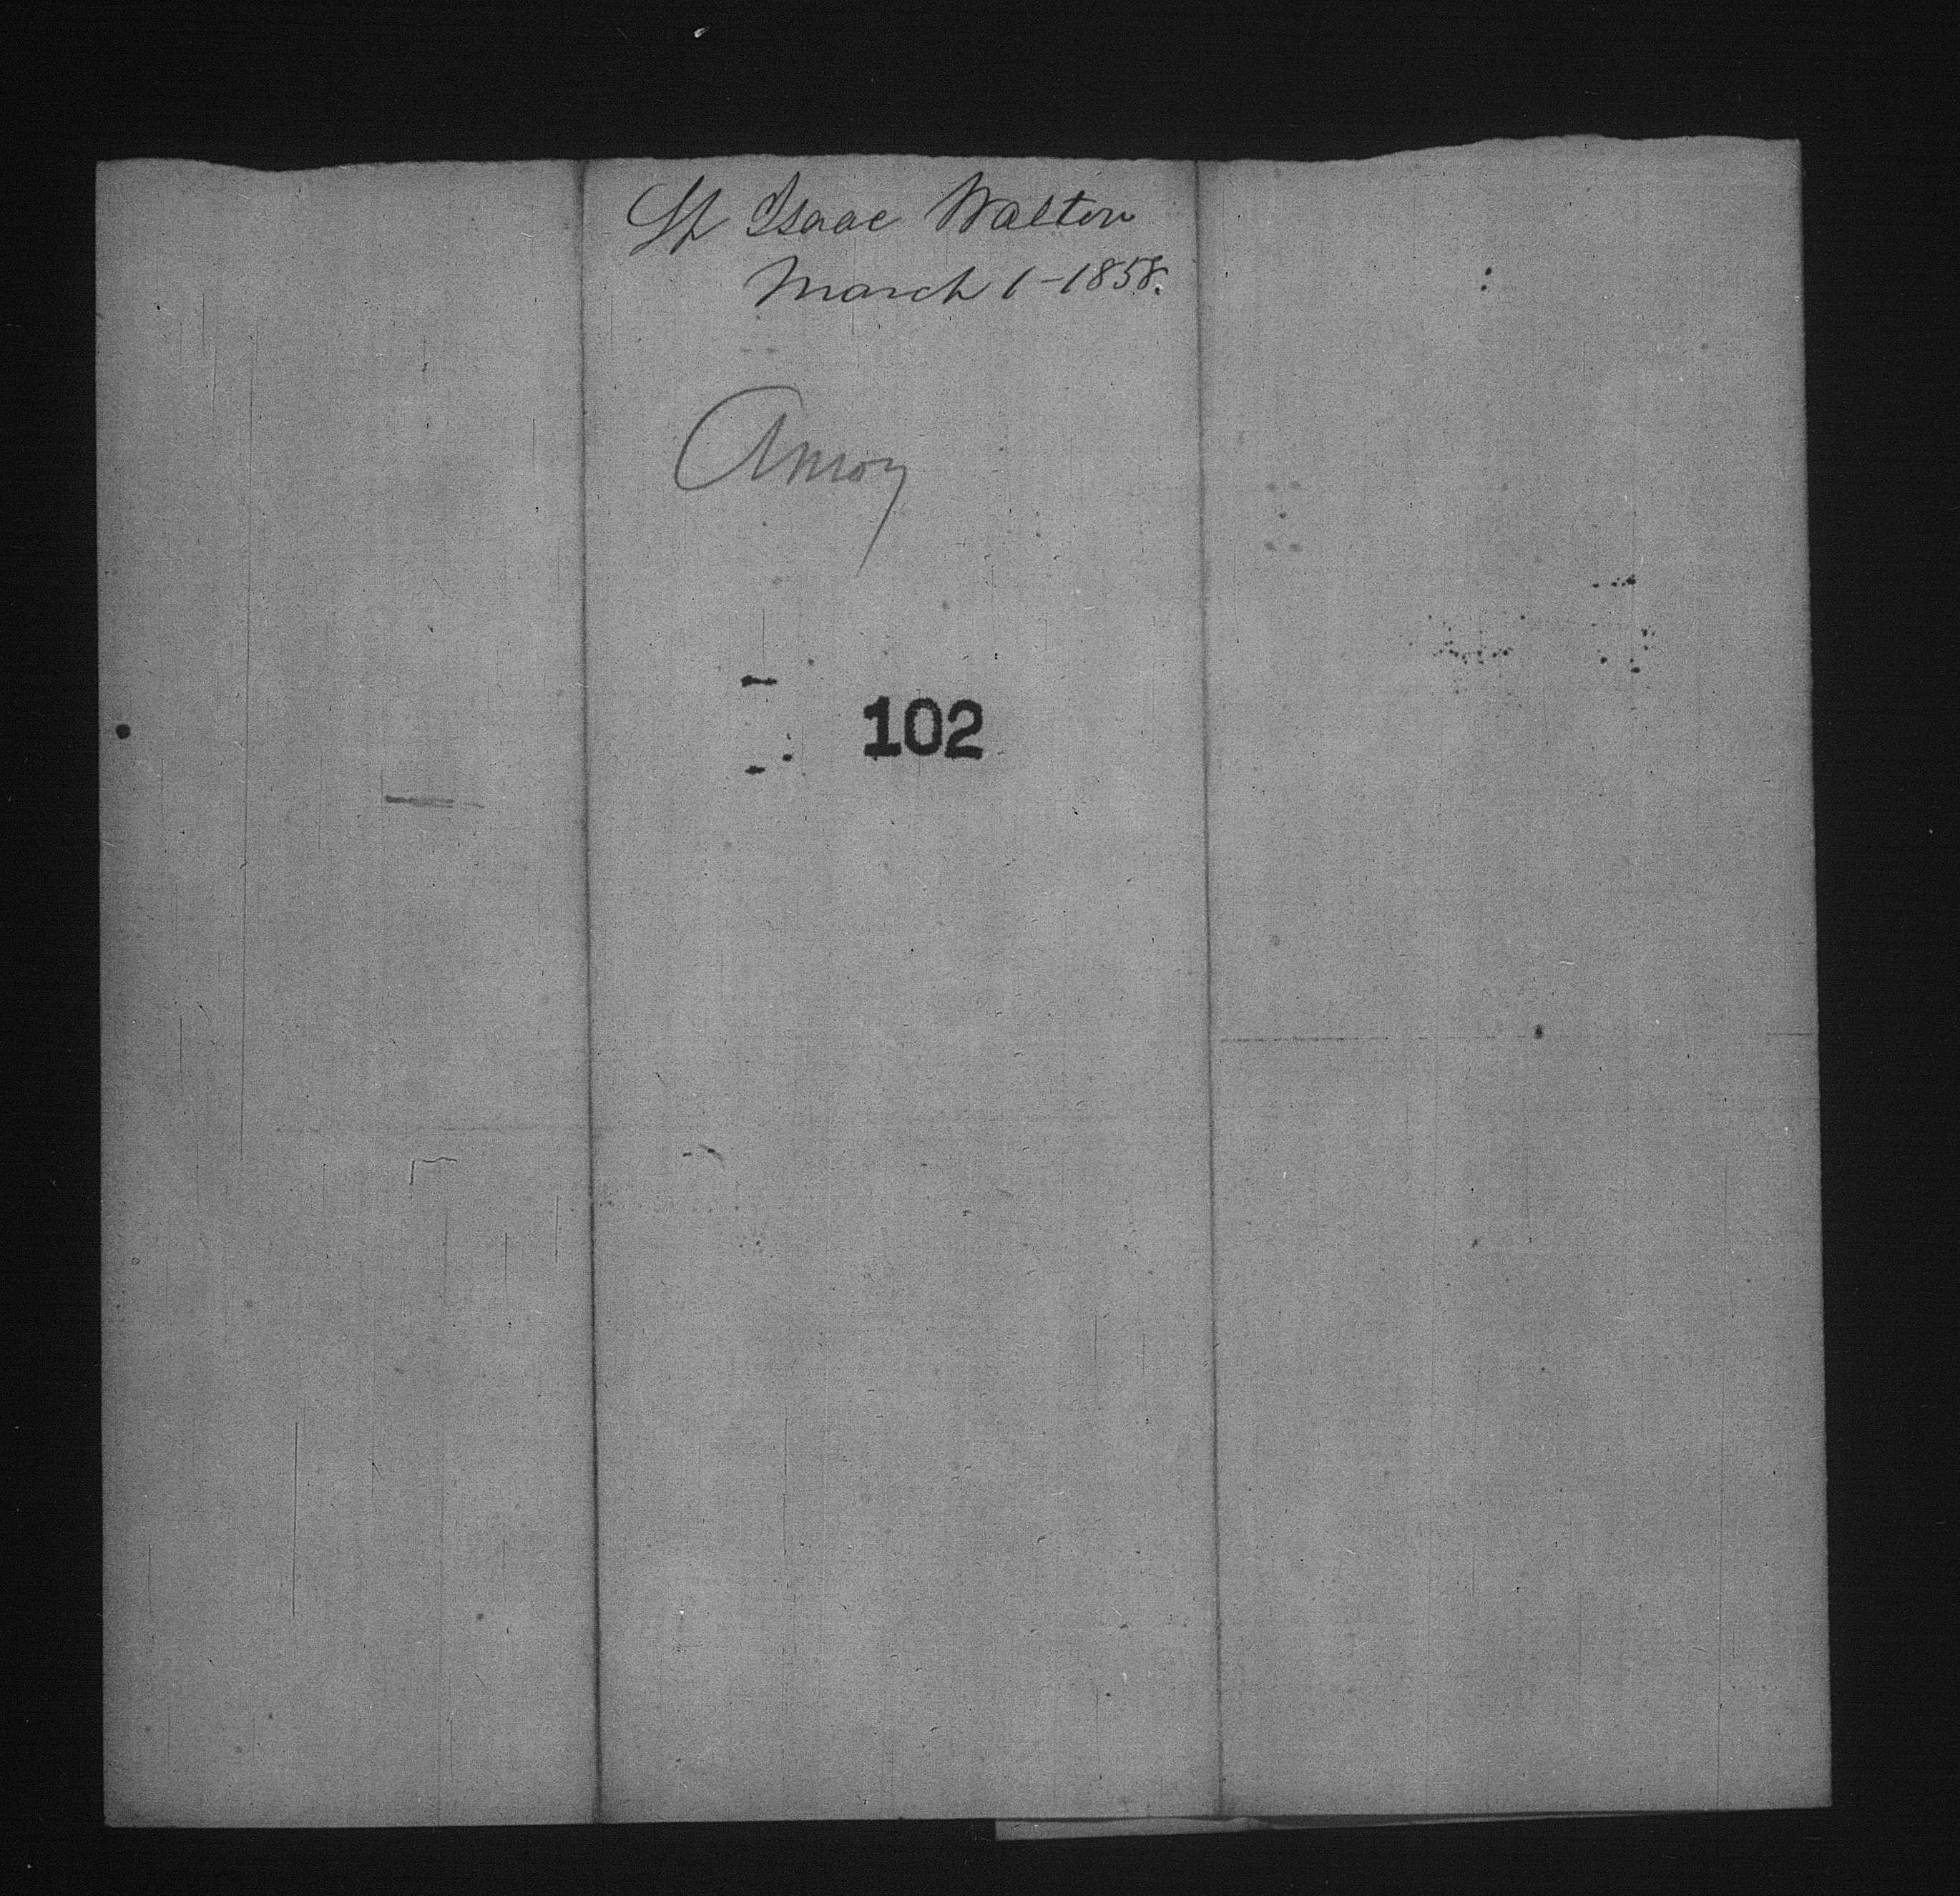 Sp Isaac Walton
March 1-1858.
Amoy
102